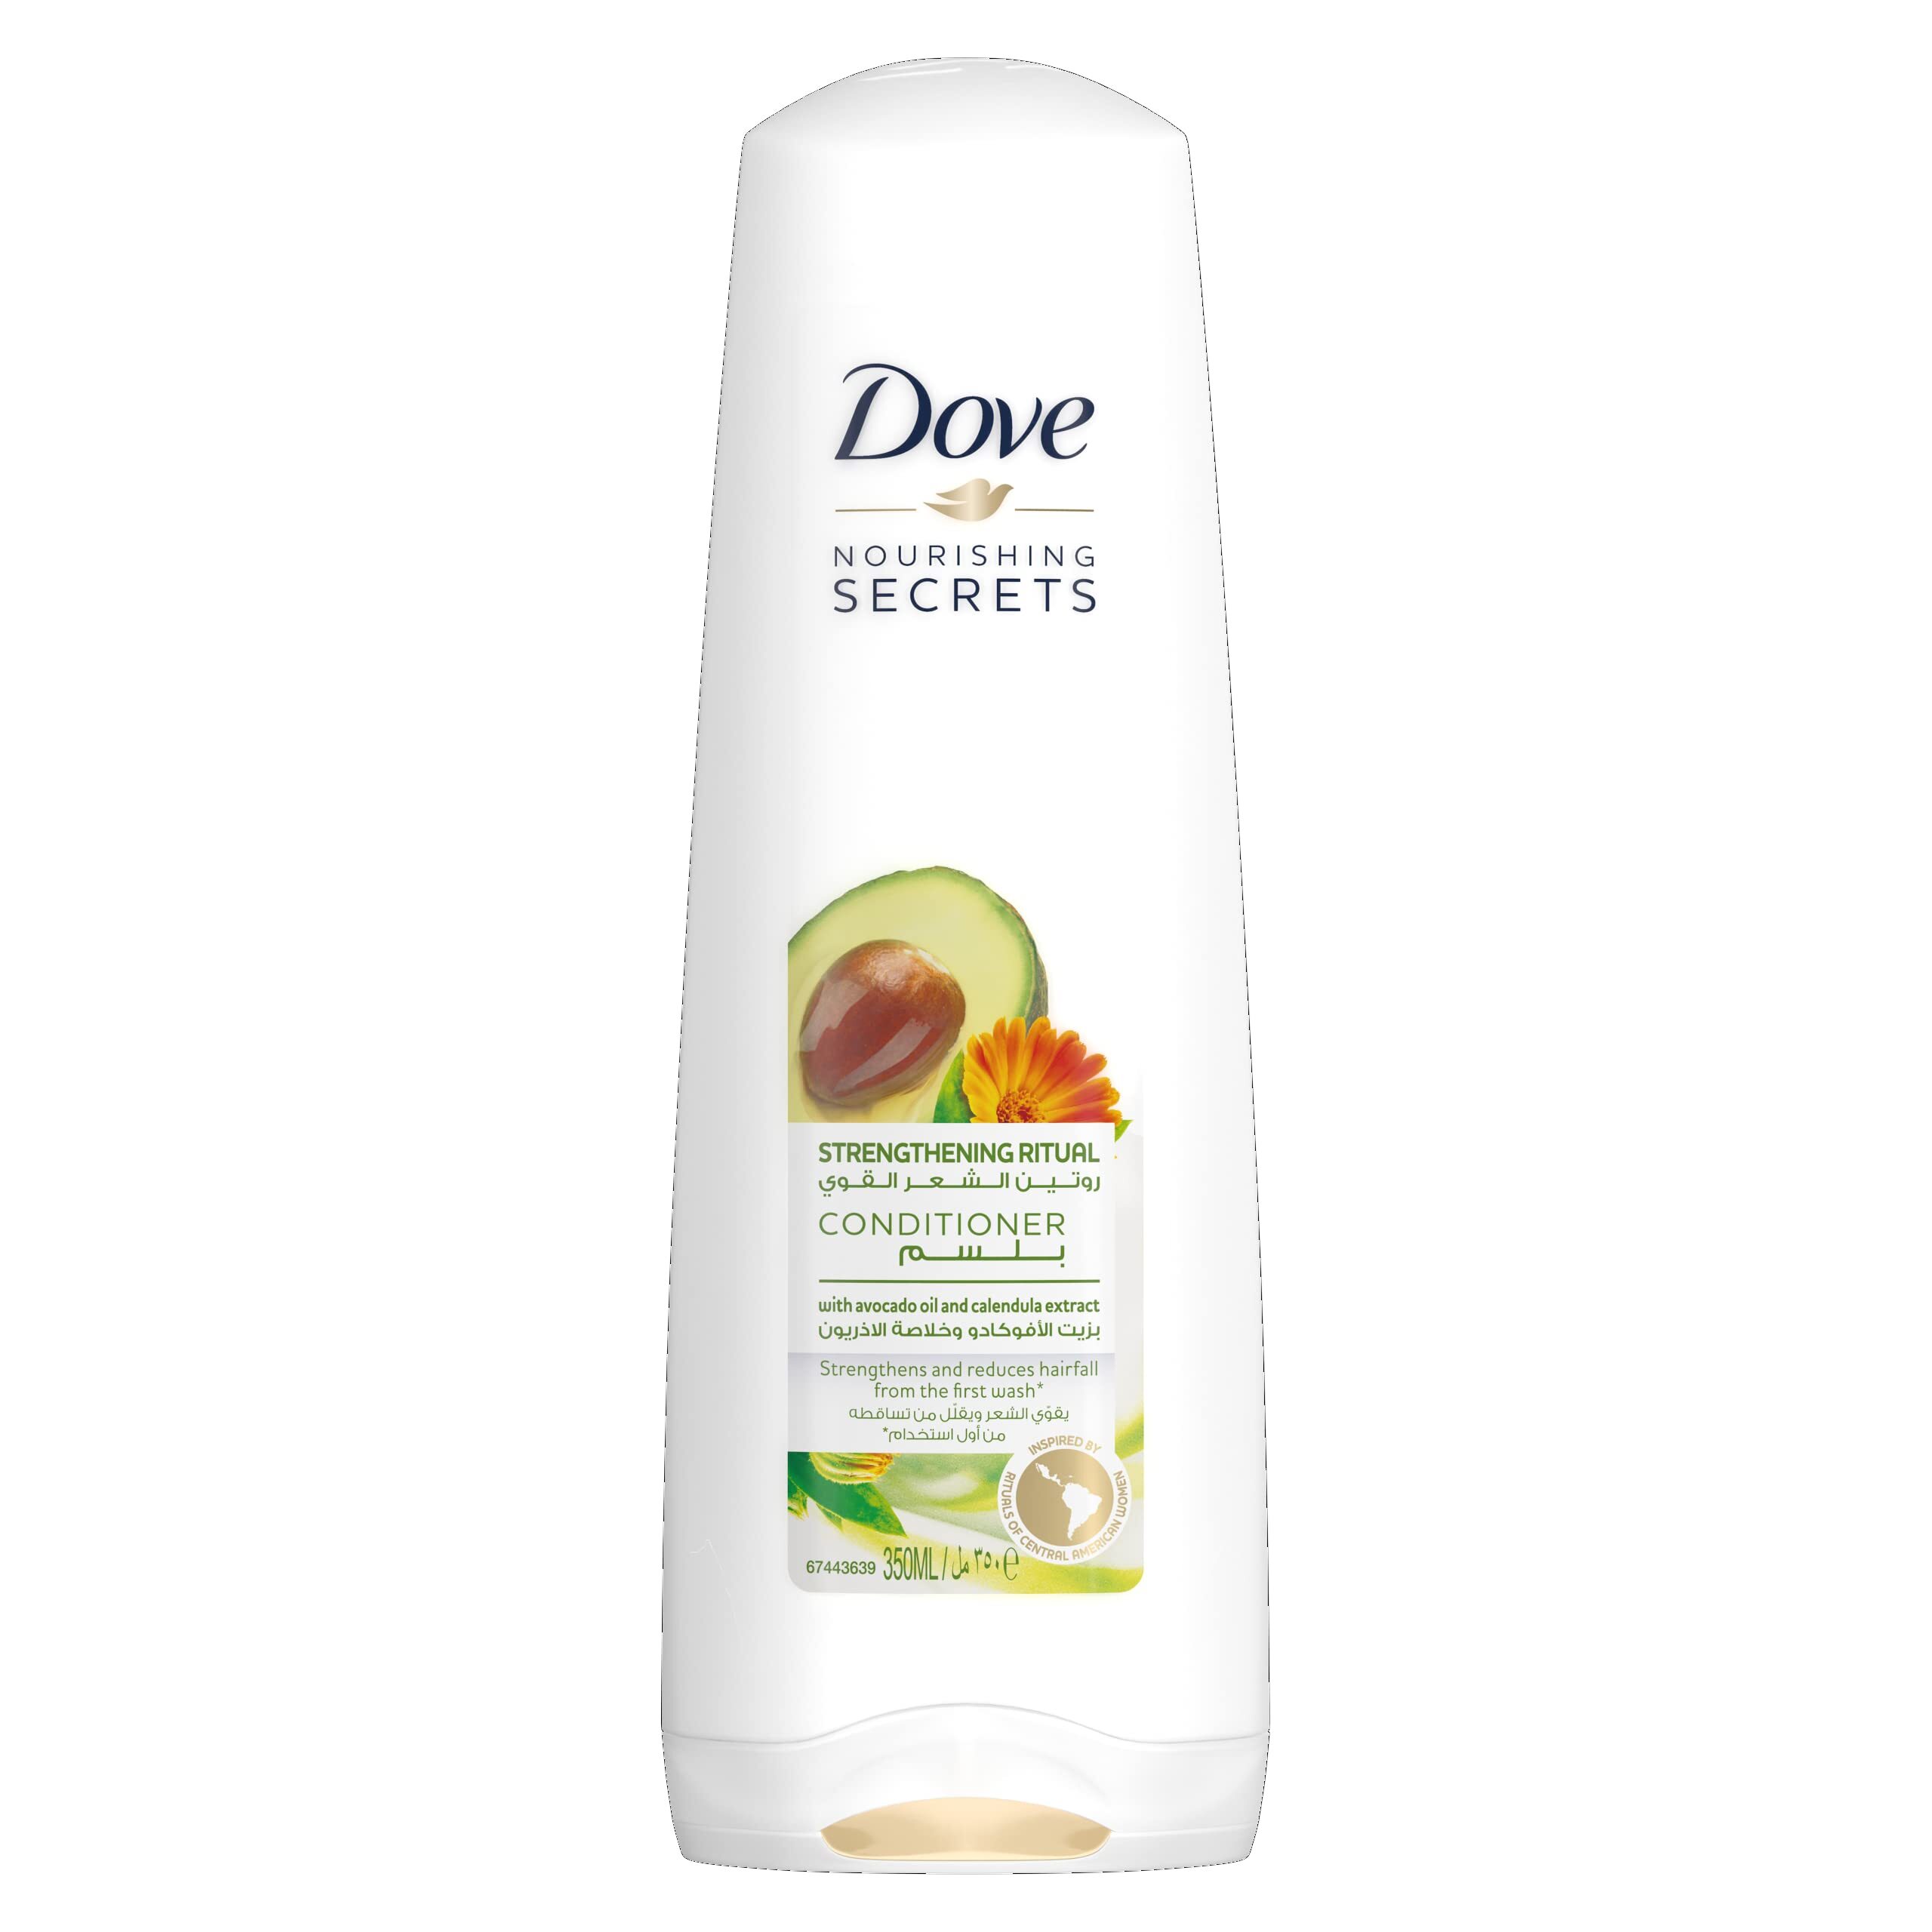 Dove
NOURISHING
SECRETS
STRENGTHENING RITUAL
روتين الشعر القوي
CONDITIONER
بلسم
with avocado oil and calendula extract
بزيت الأفوكادو وخلاصة الاذريون
Strengthens and reduces hairfall
from the first wash*
يقوّي الشعر ويقلّل من تساقطه
من أول استخدام*
INSPIRED BY
RITUALS OF CENTRAL AMERICAN WOMEN
67443639 350ML / ٣٥٠ مل ℮